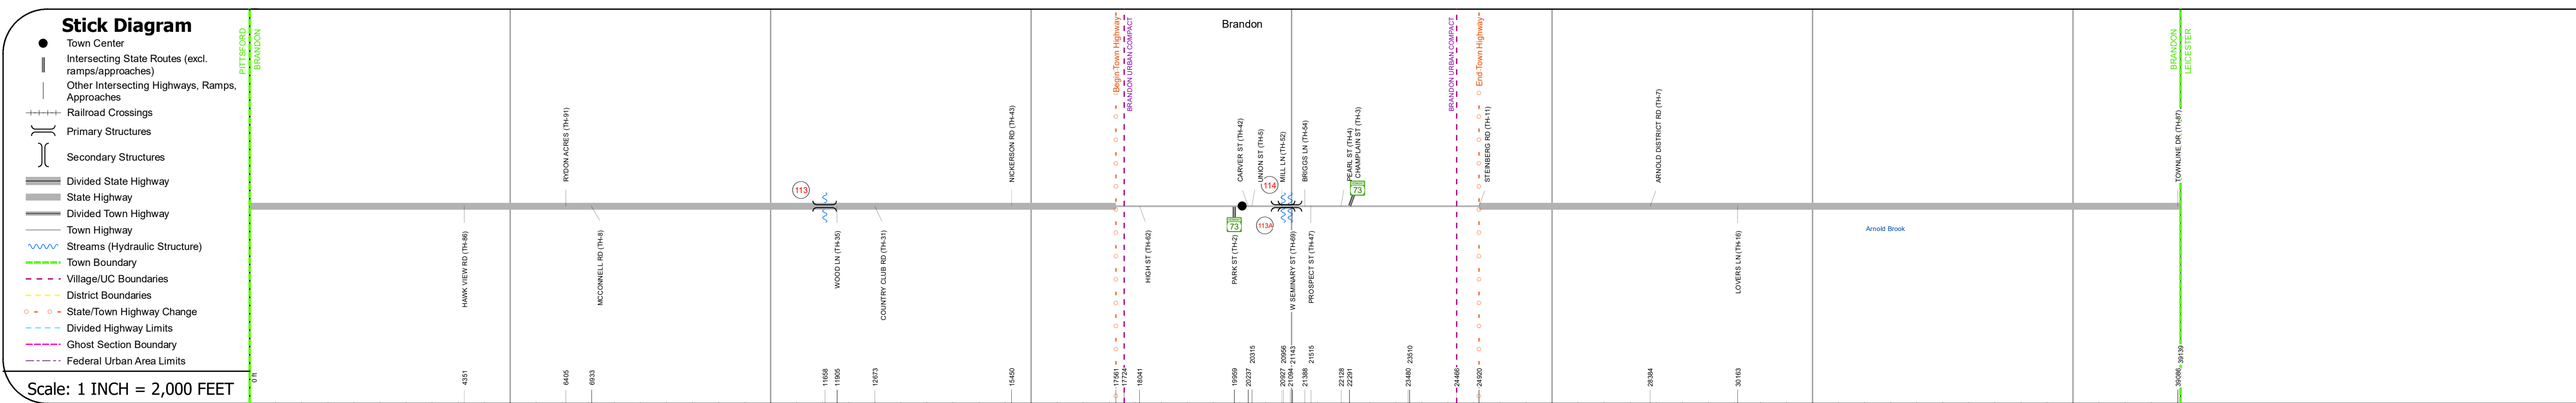 Stick Diagram
Town Center
Intersecting State Routes (excl.
ramps/approaches)
Other Intersecting Highways, Ramps,
Approaches
Railroad Crossings
Primary Structures
Secondary Structures
Divided State Highway
State Highway
Divided Town Highway
Town Highway
Streams (Hydraulic Structure)
Town Boundary
Village/UC Boundaries
District Boundaries
State/Town Highway Change
Divided Highway Limits
Ghost Section Boundary
Federal Urban Area Limits
Scale: 1 INCH = 2,000 FEET
PITTSFORD
BRANDON
Brandon
Begin Town Highway
BRANDON URBAN COMPACT
BRANDON URBAN COMPACT
End Town Highway
BRANDON
LEICESTER
RYDON ACRES (TH-91)
NICKERSON RD (TH-43)
CARVER ST (TH-42)
UNION ST (TH-5)
MILL LN (TH-52)
BRIGGS LN (TH-54)
PEARL ST (TH-4)
CHAMPLAIN ST (TH-3)
STEINBERG RD (TH-11)
ARNOLD DISTRICT RD (TH-7)
TOWNLINE DR (TH-87)
113
114
73
73
113A
Arnold Brook
HAWK VIEW RD (TH-86)
MCCONNELL RD (TH-8)
WOOD LN (TH-35)
COUNTRY CLUB RD (TH-31)
HIGH ST (TH-62)
PARK ST (TH-2)
W SEMINARY ST (TH-69)
PROSPECT ST (TH-47)
LOVERS LN (TH-16)
0 ft
4351
6405
6933
11658
11905
12673
15450
17561
17724
18041
19959
20237
20315
20927
20956
21094
21143
21388
21515
22128
22291
23480
23510
24466
24920
28384
30163
39086
39139